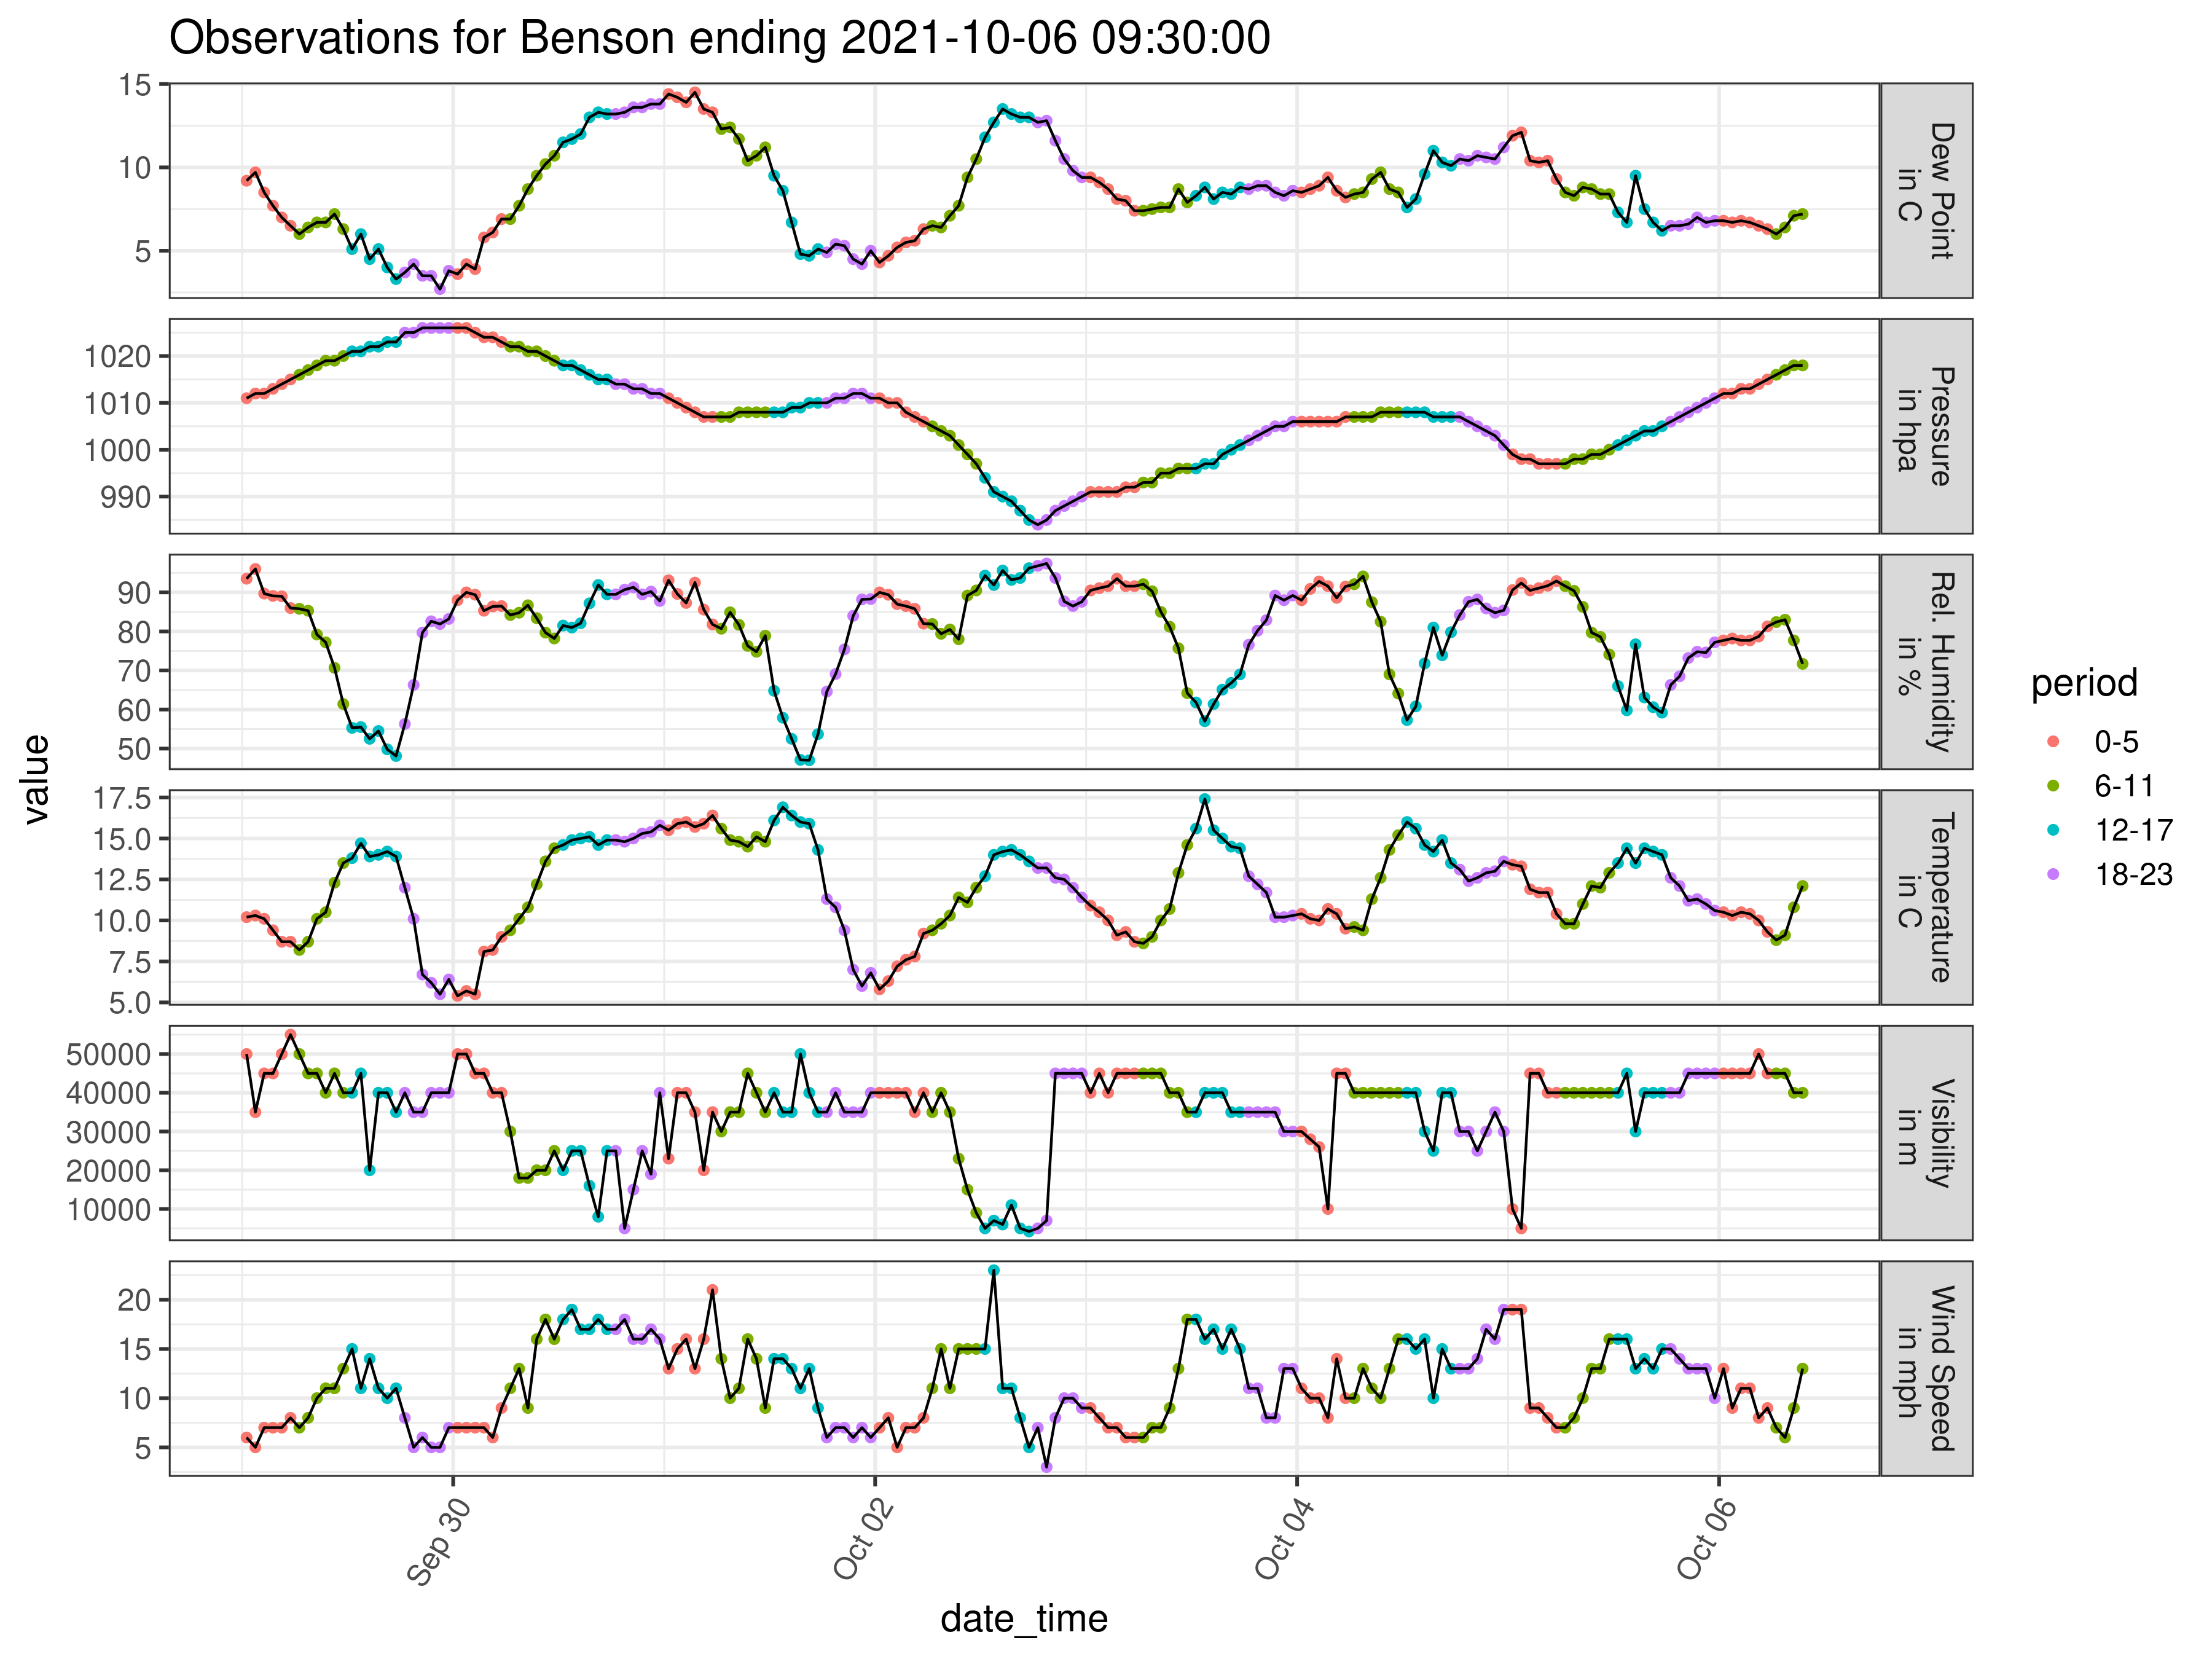 Observations for Benson ending 2021-10-06 09:30:00
value
15
10
5
Dew Point
in C
1020
1010
1000
990
Pressure
in hpa
90
80
70
60
50
Rel. Humidity
in %
17.5
15.0
12.5
10.0
7.5
5.0
Temperature
in C
50000
40000
30000
20000
10000
Visibility
in m
20
15
10
5
Wind Speed
in mph
Sep 30
Oct 02
Oct 04
Oct 06
date_time
period
0-5
6-11
12-17
18-23